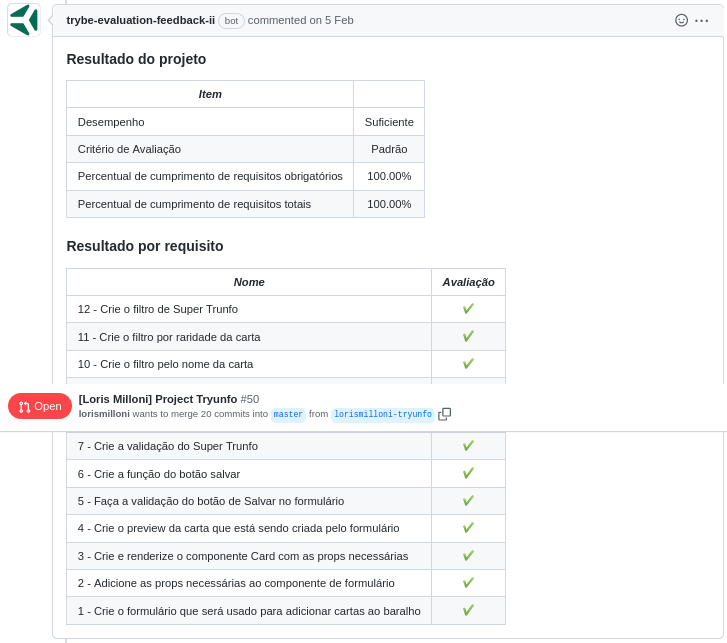 trybe-evaluation-feedback-ii bot commented on 5 Feb
Resultado do projeto
Item
Desempenho Suficiente
Critério de Avaliação Padrão
Percentual de cumprimento de requisitos obrigatórios 100.00%
Percentual de cumprimento de requisitos totais 100.00%
Resultado por requisito
Nome Avaliação
12 - Crie o filtro de Super Trunfo
11 - Crie o filtro por raridade da carta
10 - Crie o filtro pelo nome da carta
Open
[Loris Milloni] Project Tryunfo #50
lorismilloni wants to merge 20 commits into master from lorismilloni-tryunfo
7 - Crie a validação do Super Trunfo
6 - Crie a função do botão salvar
5 - Faça a validação do botão de Salvar no formulário
4 - Crie o preview da carta que está sendo criada pelo formulário
3 - Crie e renderize o componente Card com as props necessárias
2 - Adicione as props necessárias ao componente de formulário
1 - Crie o formulário que será usado para adicionar cartas ao baralho